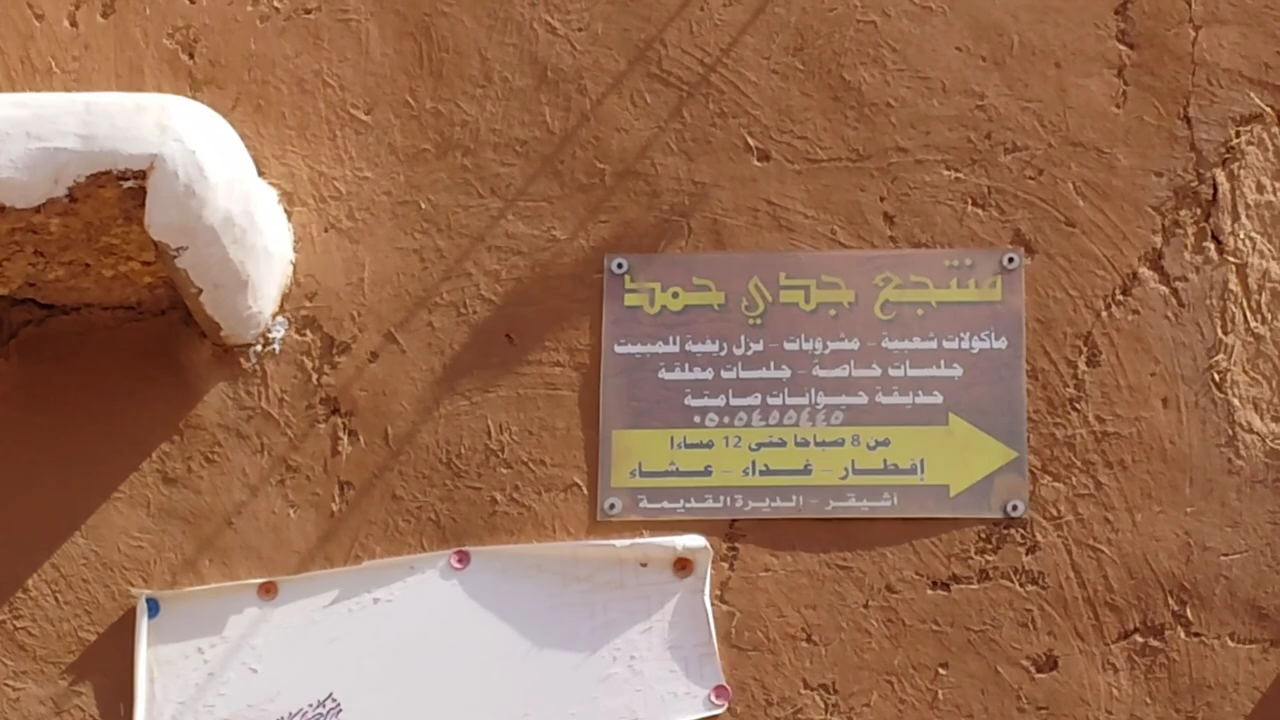 منتجع جدي حمد
مأكولات شعبية - مشروبات - نزل ريفية للمبيت
جلسات خاصة - جلسات معلقة
حديقة حيوانات صامتة
٠٥٠٥٤٥٥٤٤٥
من 8 صباحا حتى 12 مساءا
إفطار - غداء - عشاء
أشيقر - الديرة القديمة